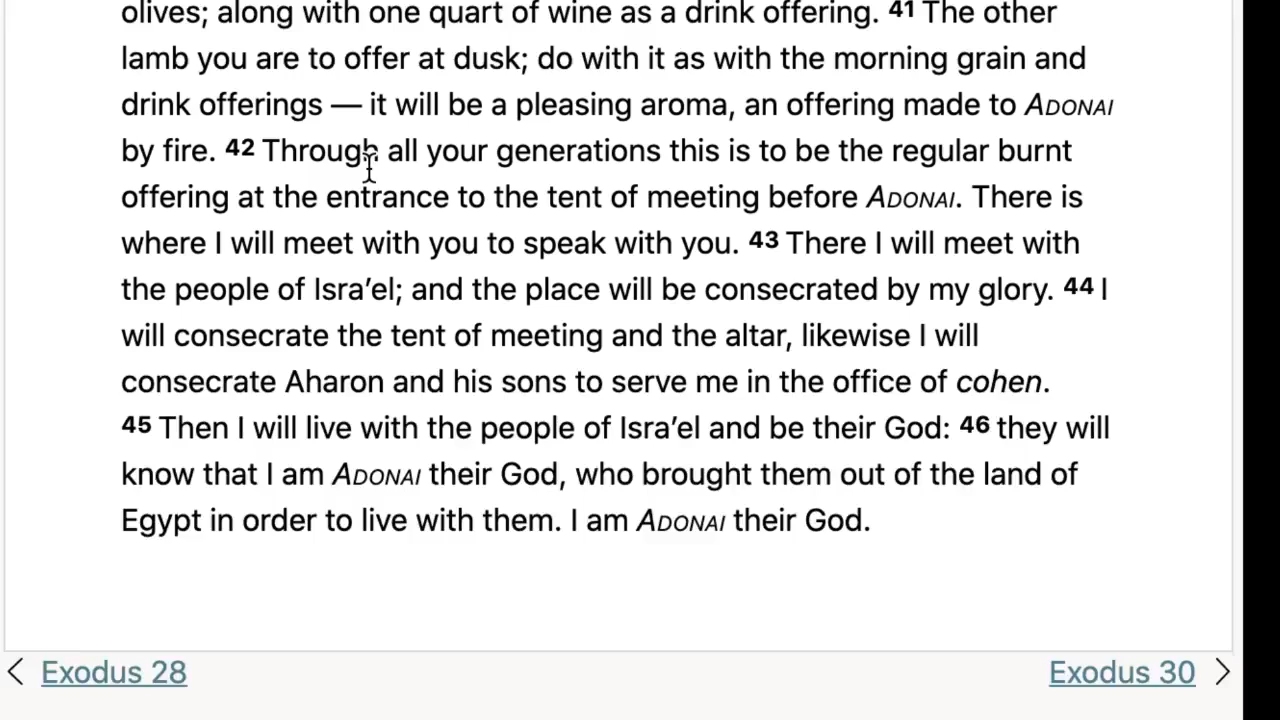 olives; along with one quart of wine as a drink offering. 41 The other
lamb you are to offer at dusk; do with it as with the morning grain and
drink offerings — it will be a pleasing aroma, an offering made to ADONAI
by fire. 42 Through all your generations this is to be the regular burnt
offering at the entrance to the tent of meeting before ADONAI. There is
where I will meet with you to speak with you. 43 There I will meet with
the people of Isra’el; and the place will be consecrated by my glory. 44 I
will consecrate the tent of meeting and the altar, likewise I will
consecrate Aharon and his sons to serve me in the office of cohen.
45 Then I will live with the people of Isra’el and be their God: 46 they will
know that I am ADONAI their God, who brought them out of the land of
Egypt in order to live with them. I am ADONAI their God.
Exodus 28
Exodus 30